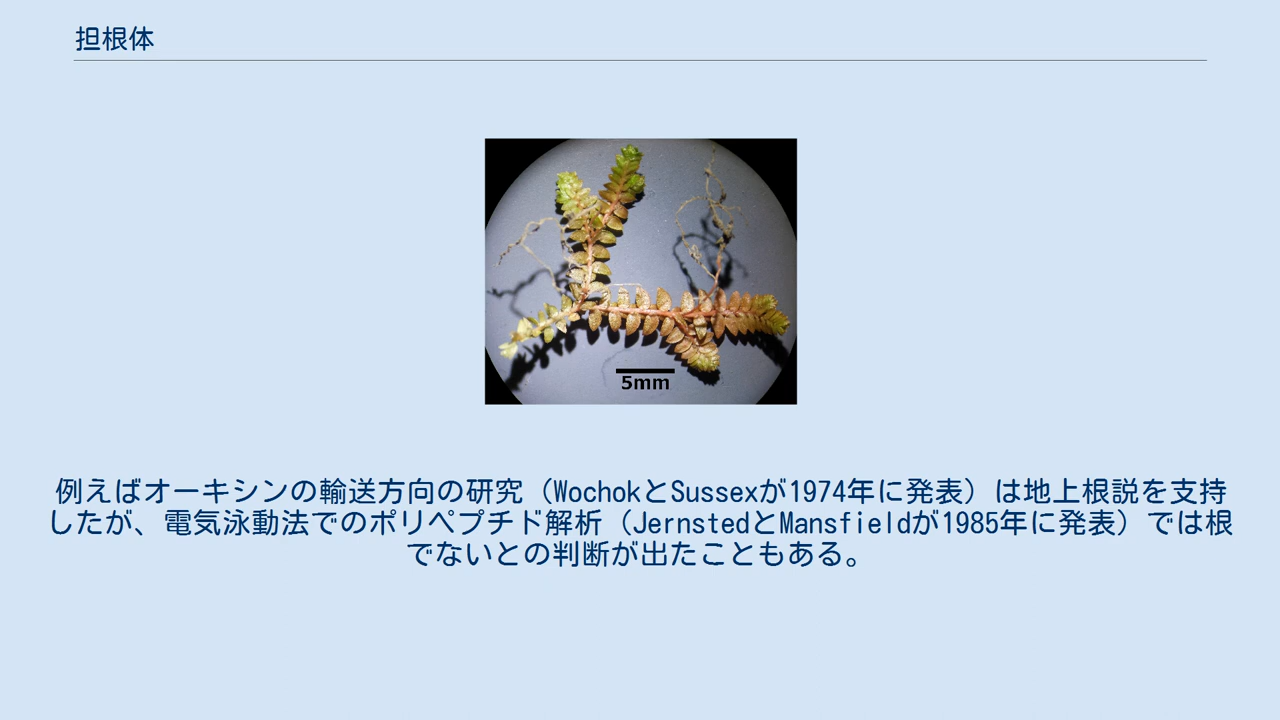 担根体
5mm
例えばオーキシンの輸送方向の研究（WochokとSussexが1974年に発表）は地上根説を支持
したが、電気泳動法でのポリペプチド解析（JernstedとMansfieldが1985年に発表）では根
でないとの判断が出たこともある。